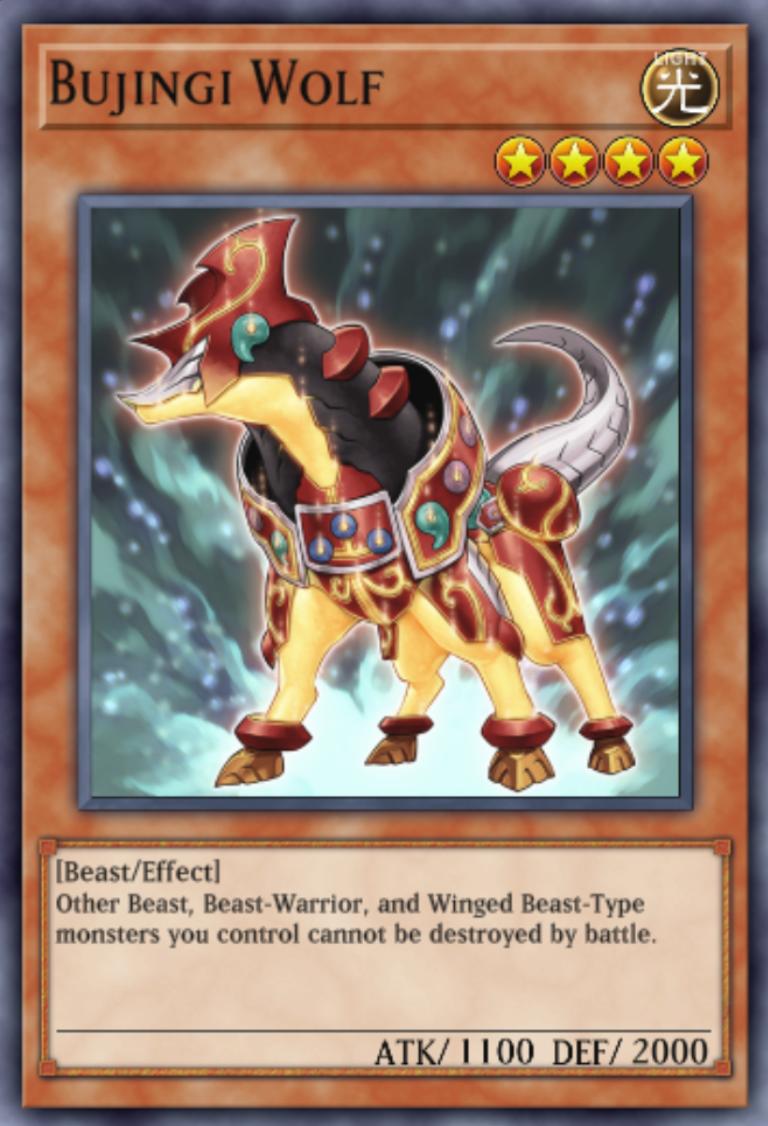 Bujingi Wolf
LIGHT
光
[Beast/Effect]
Other Beast, Beast-Warrior, and Winged Beast-Type
monsters you control cannot be destroyed by battle.
ATK/ 1100 DEF/ 2000